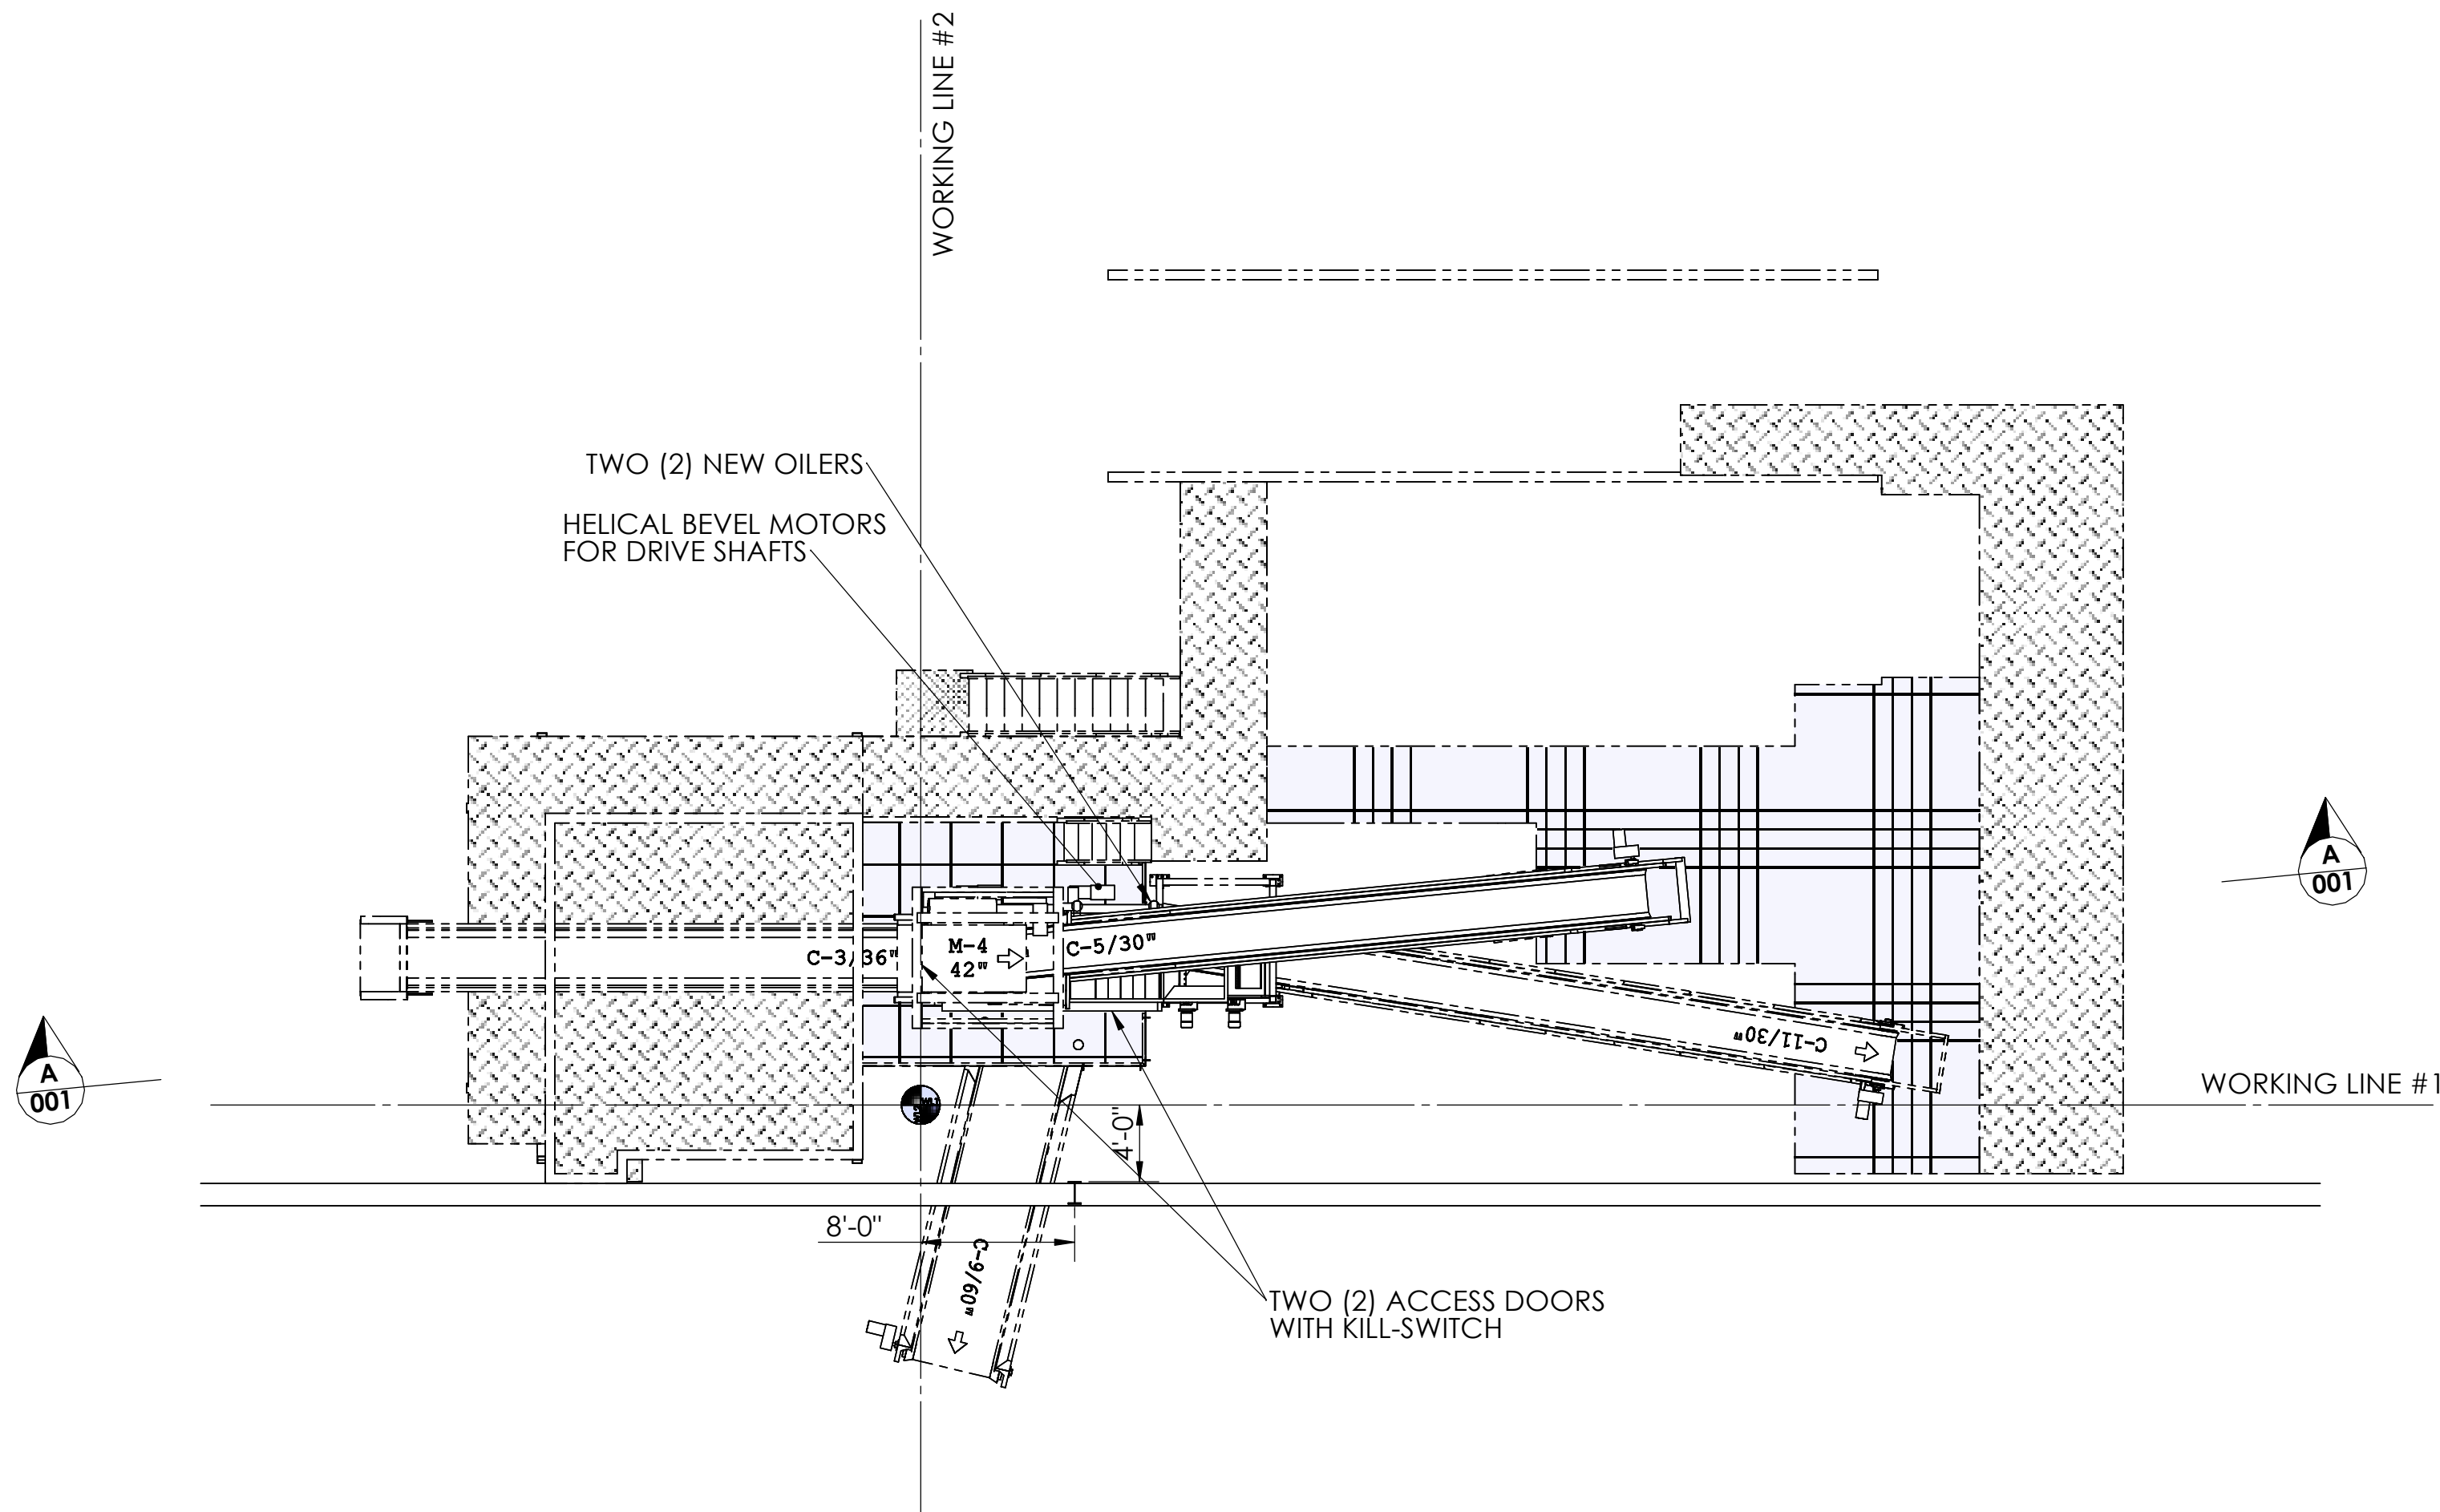 WORKING LINE #2
TWO (2) NEW OILERS
HELICAL BEVEL MOTORS
FOR DRIVE SHAFTS
A
001
C-3/36"
M-4
42"
C-5/30"
C-11/30"
A
001
WORKING LINE #1
WL1
WL2
4'-0"
8'-0"
C-9/60"
TWO (2) ACCESS DOORS
WITH KILL-SWITCH